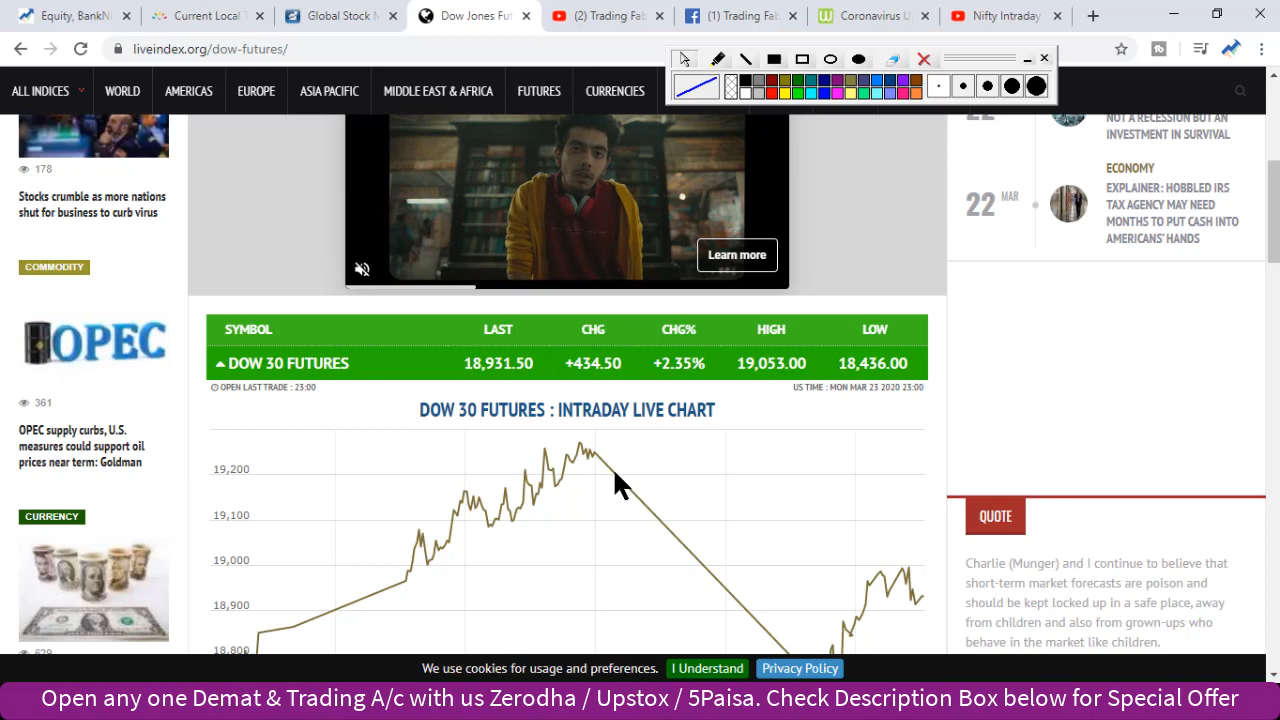 Equity, BankNi
Current Local T
Global Stock M
Dow Jones Fut
(2) Trading Fab
(1) Trading Fab
Coronavirus U
Nifty Intraday
liveindex.org/dow-futures/
ALL INDICES
WORLD
AMERICAS
EUROPE
ASIA PACIFIC
MIDDLE EAST & AFRICA
FUTURES
CURRENCIES
178
Stocks crumble as more nations
shut for business to curb virus
COMMODITY
OPEC
361
OPEC supply curbs, U.S.
measures could support oil
prices near term: Goldman
CURRENCY
629
Learn more
SYMBOL LAST CHG CHG% HIGH LOW
DOW 30 FUTURES 18,931.50 +434.50 +2.35% 19,053.00 18,436.00
OPEN LAST TRADE : 23:00
US TIME : MON MAR 23 2020 23:00
DOW 30 FUTURES : INTRADAY LIVE CHART
19,200
19,100
19,000
18,900
18,800
22
NOT A RECESSION BUT AN
INVESTMENT IN SURVIVAL
22 MAR
ECONOMY
EXPLAINER: HOBBLED IRS
TAX AGENCY MAY NEED
MONTHS TO PUT CASH INTO
AMERICANS' HANDS
QUOTE
Charlie (Munger) and I continue to believe that
short-term market forecasts are poison and
should be kept locked up in a safe place, away
from children and also from grown-ups who
behave in the market like children.
We use cookies for usage and preferences.
I Understand
Privacy Policy
Open any one Demat & Trading A/c with us Zerodha / Upstox / 5Paisa. Check Description Box below for Special Offer